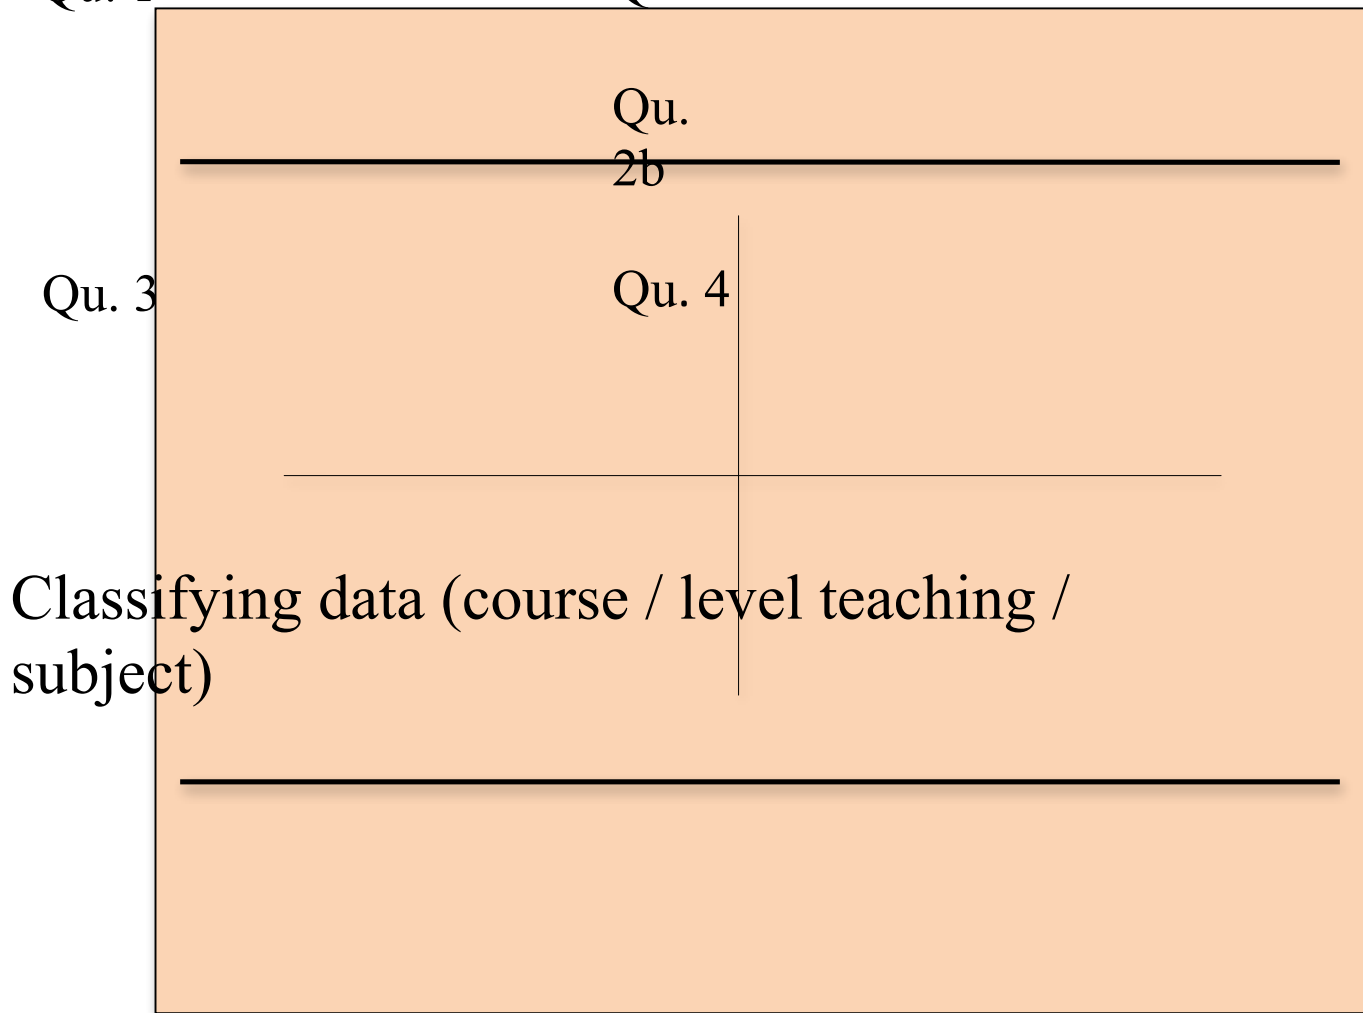 Qu.
2b
Qu. 3
Qu. 4
Classifying data (course / level teaching /
subject)